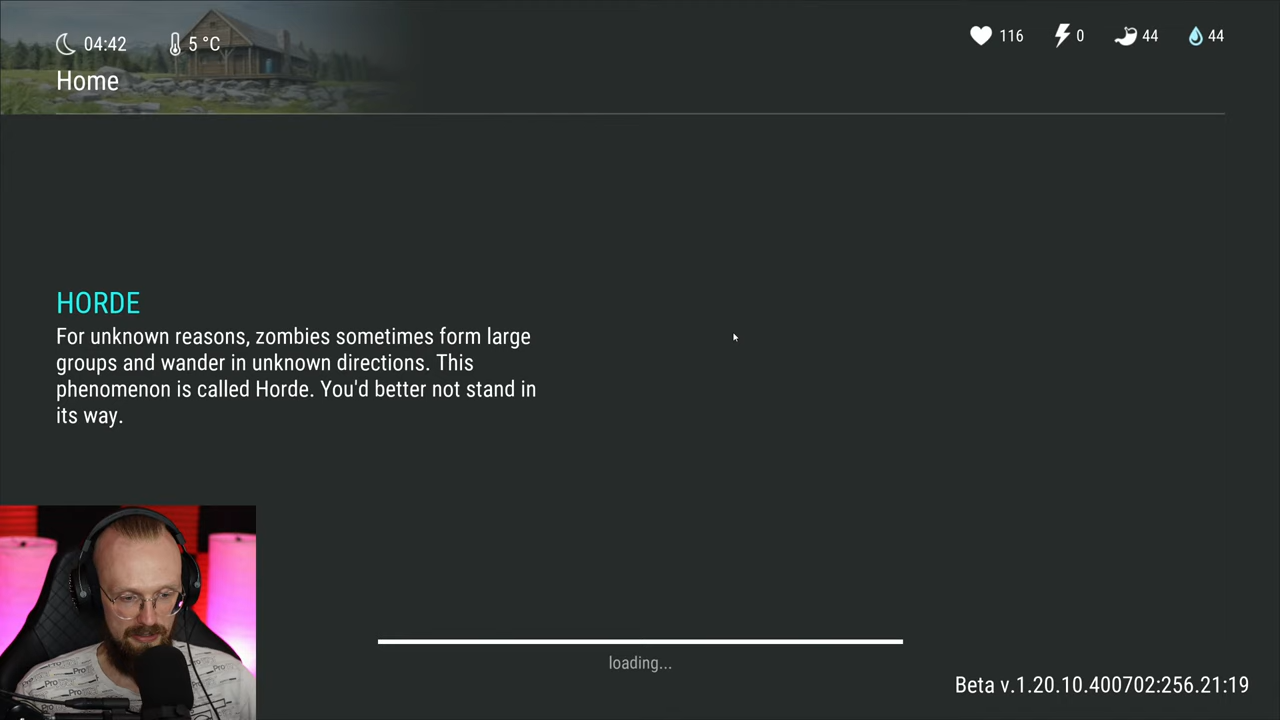 04:42 5 °C 116 0 44 44
Home
HORDE
For unknown reasons, zombies sometimes form large
groups and wander in unknown directions. This
phenomenon is called Horde. You'd better not stand in
its way.
loading...
Beta v.1.20.10.400702:256.21:19